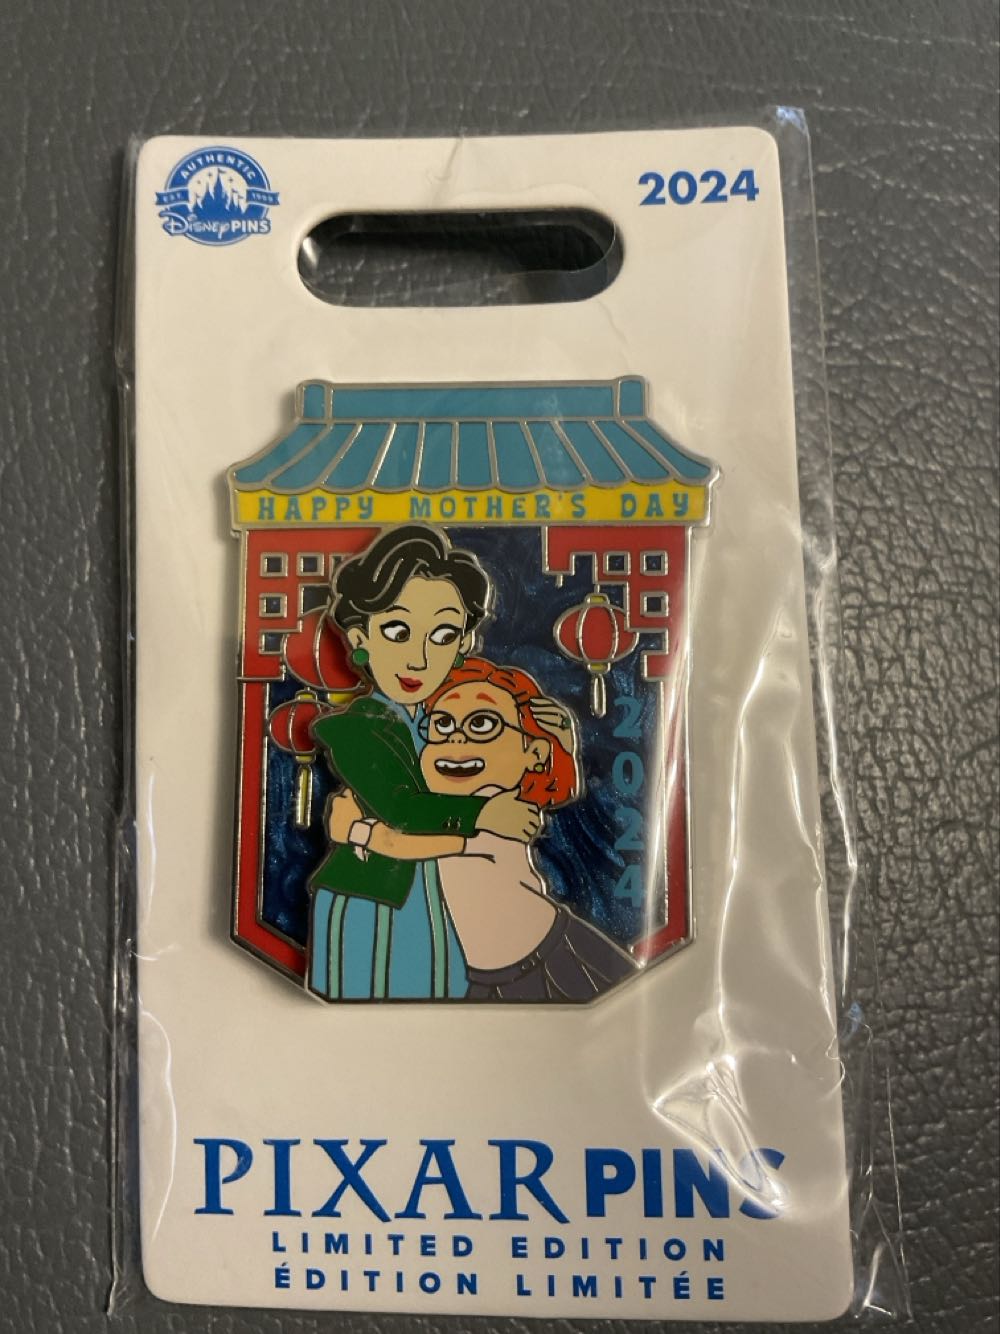 AUTHENTIC
EST. 1999
Disney PINS
2024
HAPPY MOTHER'S DAY
2024
PIXAR PINS
LIMITED EDITION
ÉDITION LIMITÉE